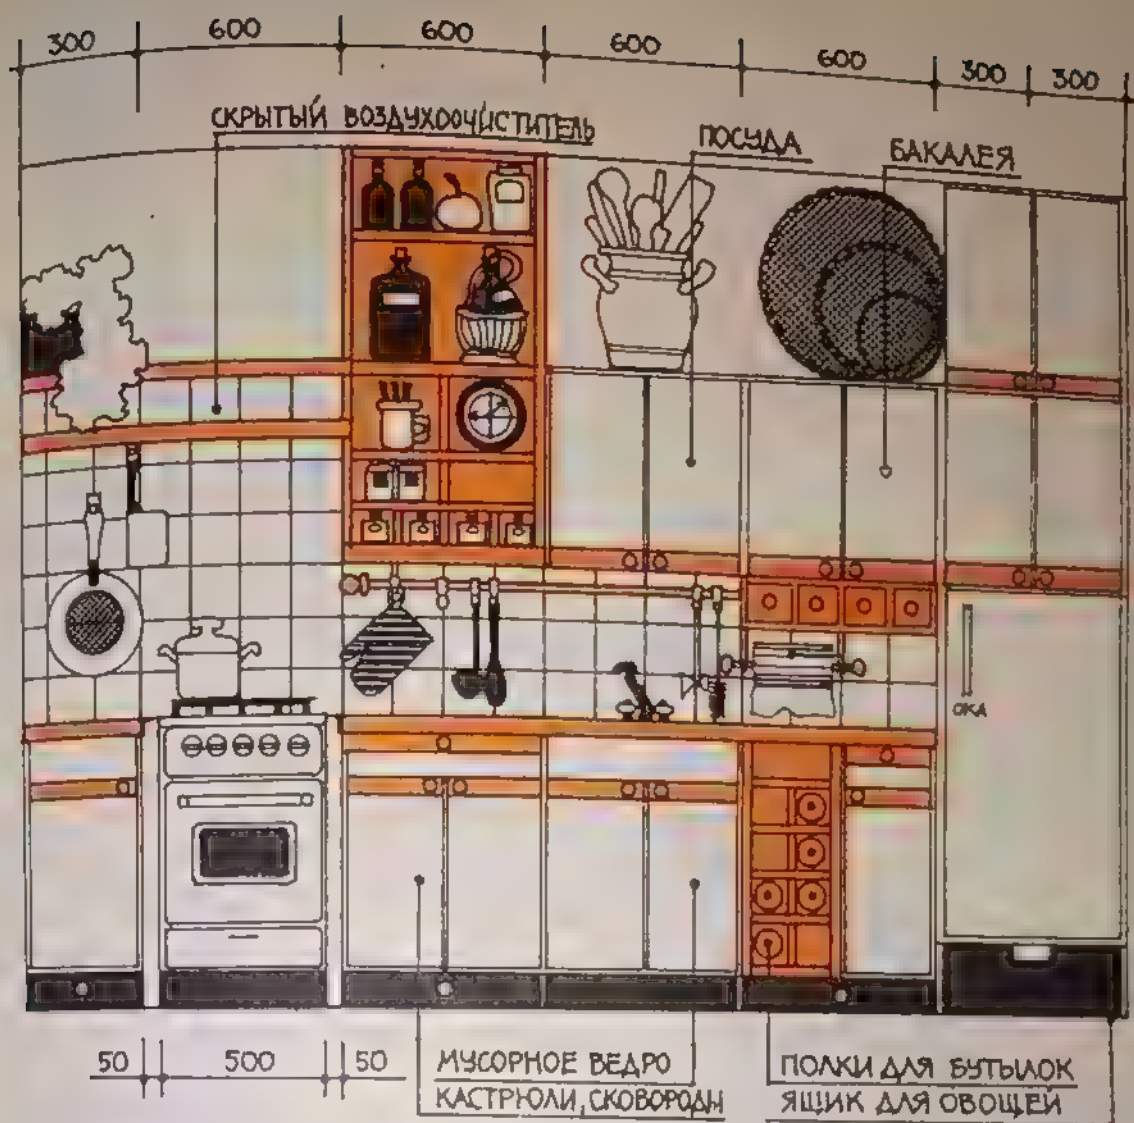 300 600 600 600 600 300 300
СКРЫТЫЙ ВОЗДУХООЧИСТИТЕЛЬ
ПОСУДА
БАКАЛЕЯ
ОКА
50 500 50
МУСОРНОЕ ВЕДРО
КАСТРЮЛИ, СКОВОРОДЫ
ПОЛКИ ДЛЯ БУТЫЛОК
ЯЩИК ДЛЯ ОВОЩЕЙ